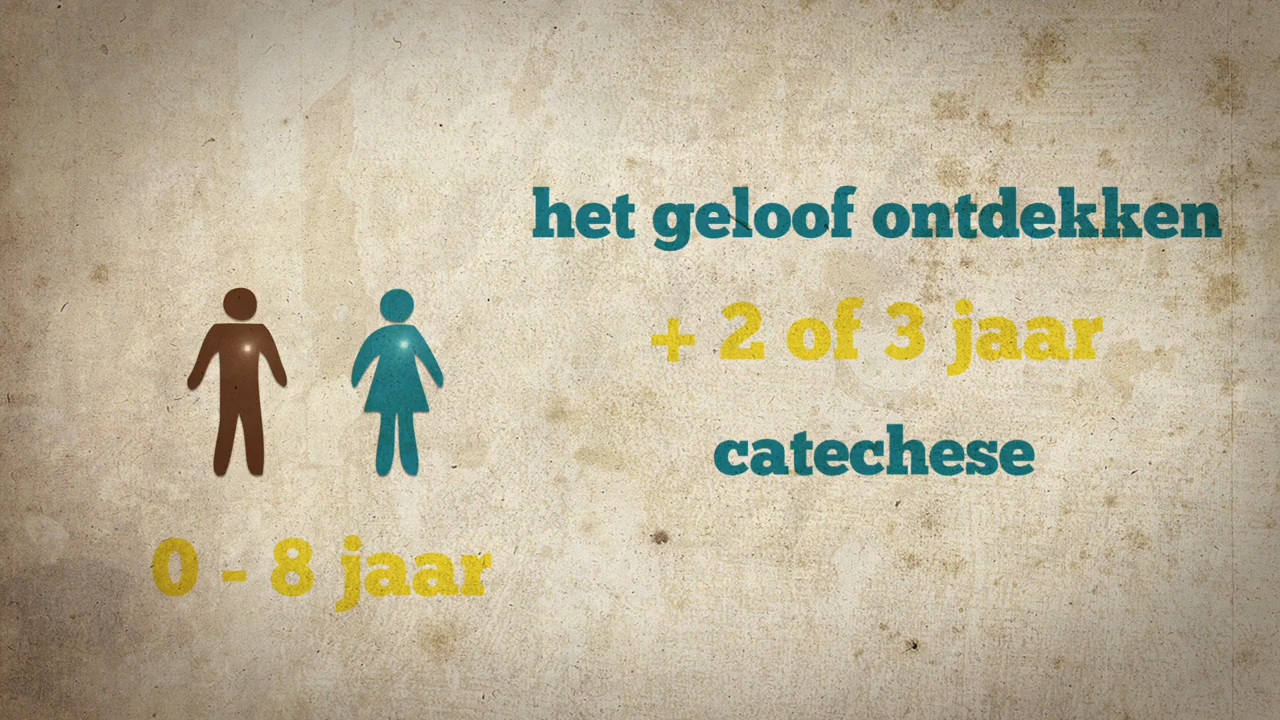 het geloof ontdekken
+ 2 of 3 jaar
catechese
0 - 8 jaar